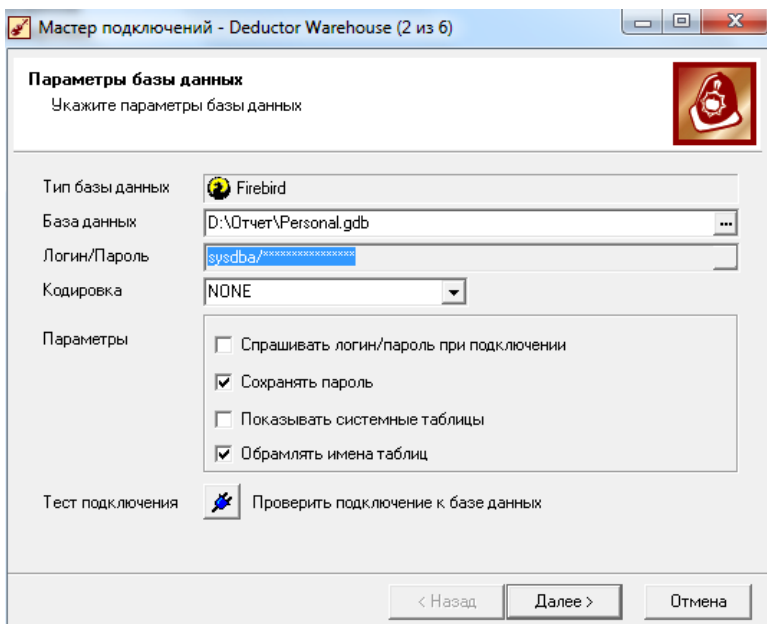 Мастер подключений - Deductor Warehouse (2 из 6)
Параметры базы данных
Укажите параметры базы данных
Тип базы данных Firebird
База данных D:\Отчет\Personal.gdb ...
Логин/Пароль sysdba/***************
Кодировка NONE
Параметры
Спрашивать логин/пароль при подключении
Сохранять пароль
Показывать системные таблицы
Обрамлять имена таблиц
Тест подключения Проверить подключение к базе данных
< Назад Далее > Отмена